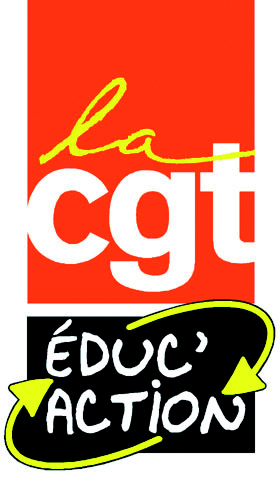 la
cgt
ÉDUC'
ACTION